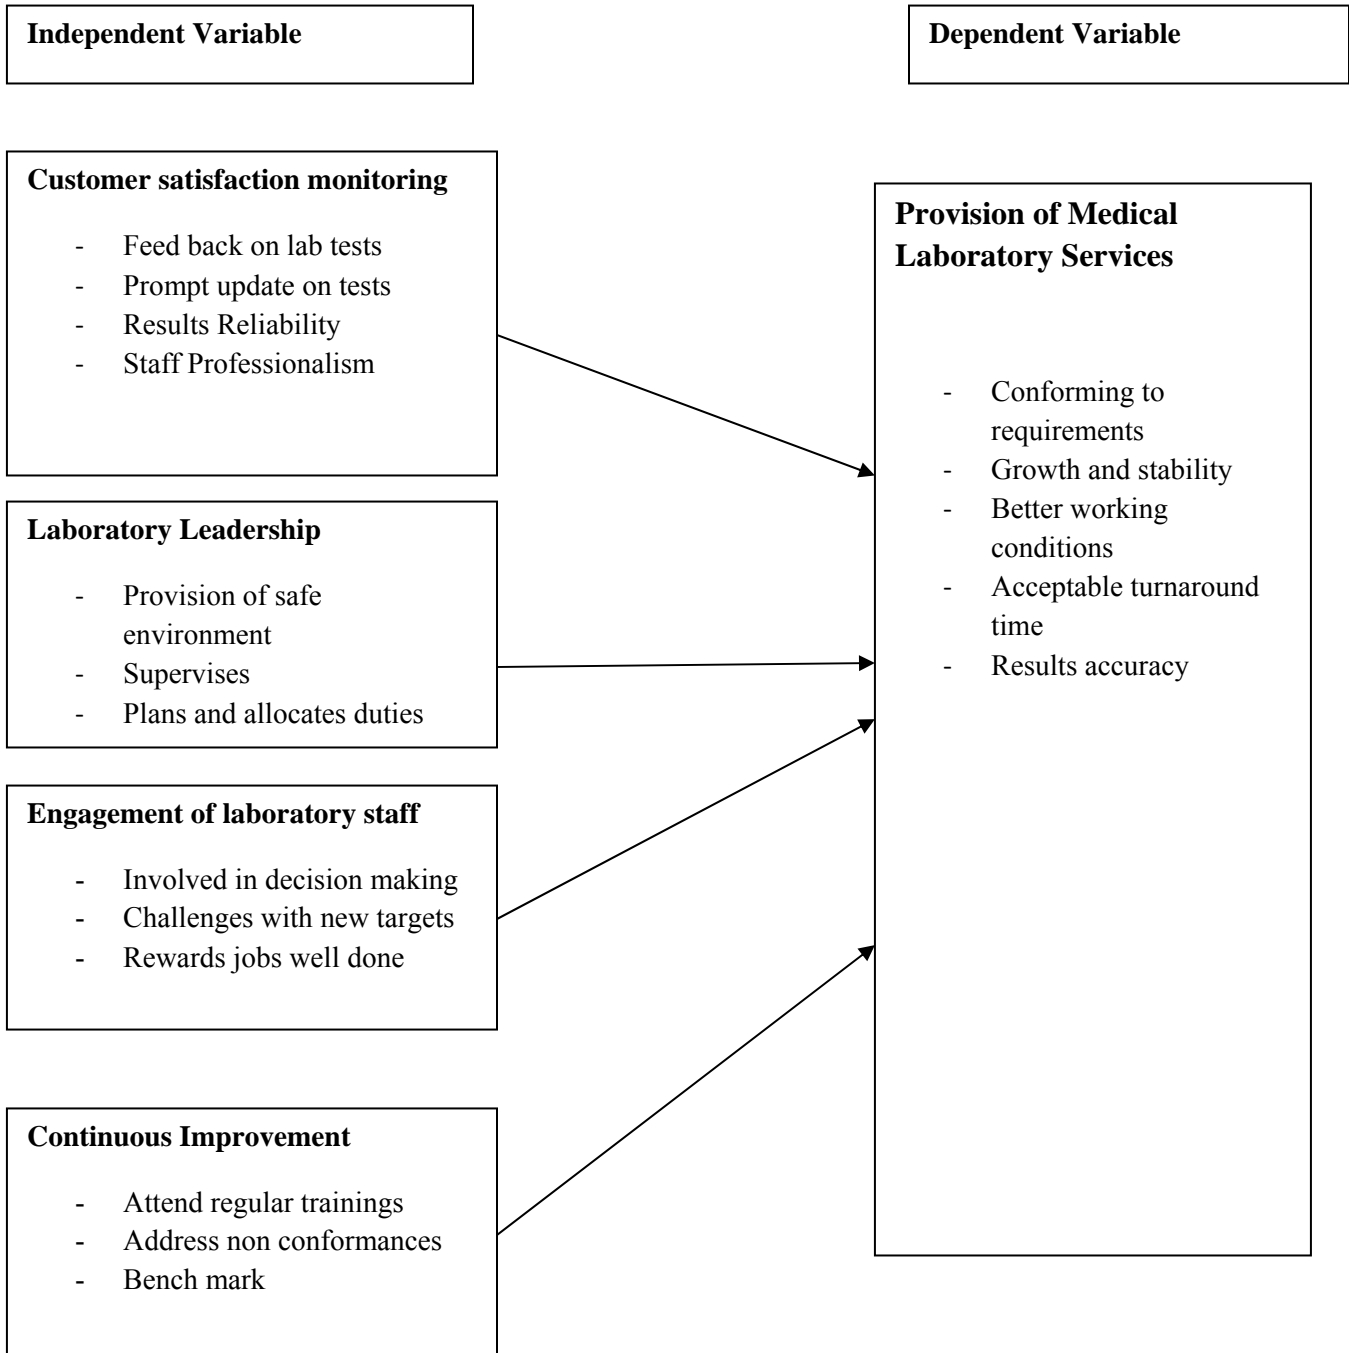 Independent Variable
Dependent Variable
Customer satisfaction monitoring
- Feed back on lab tests
- Prompt update on tests
- Results Reliability
- Staff Professionalism
Laboratory Leadership
- Provision of safe
environment
- Supervises
- Plans and allocates duties
Engagement of laboratory staff
- Involved in decision making
- Challenges with new targets
- Rewards jobs well done
Continuous Improvement
- Attend regular trainings
- Address non conformances
- Bench mark
Provision of Medical
Laboratory Services
- Conforming to
requirements
- Growth and stability
- Better working
conditions
- Acceptable turnaround
time
- Results accuracy